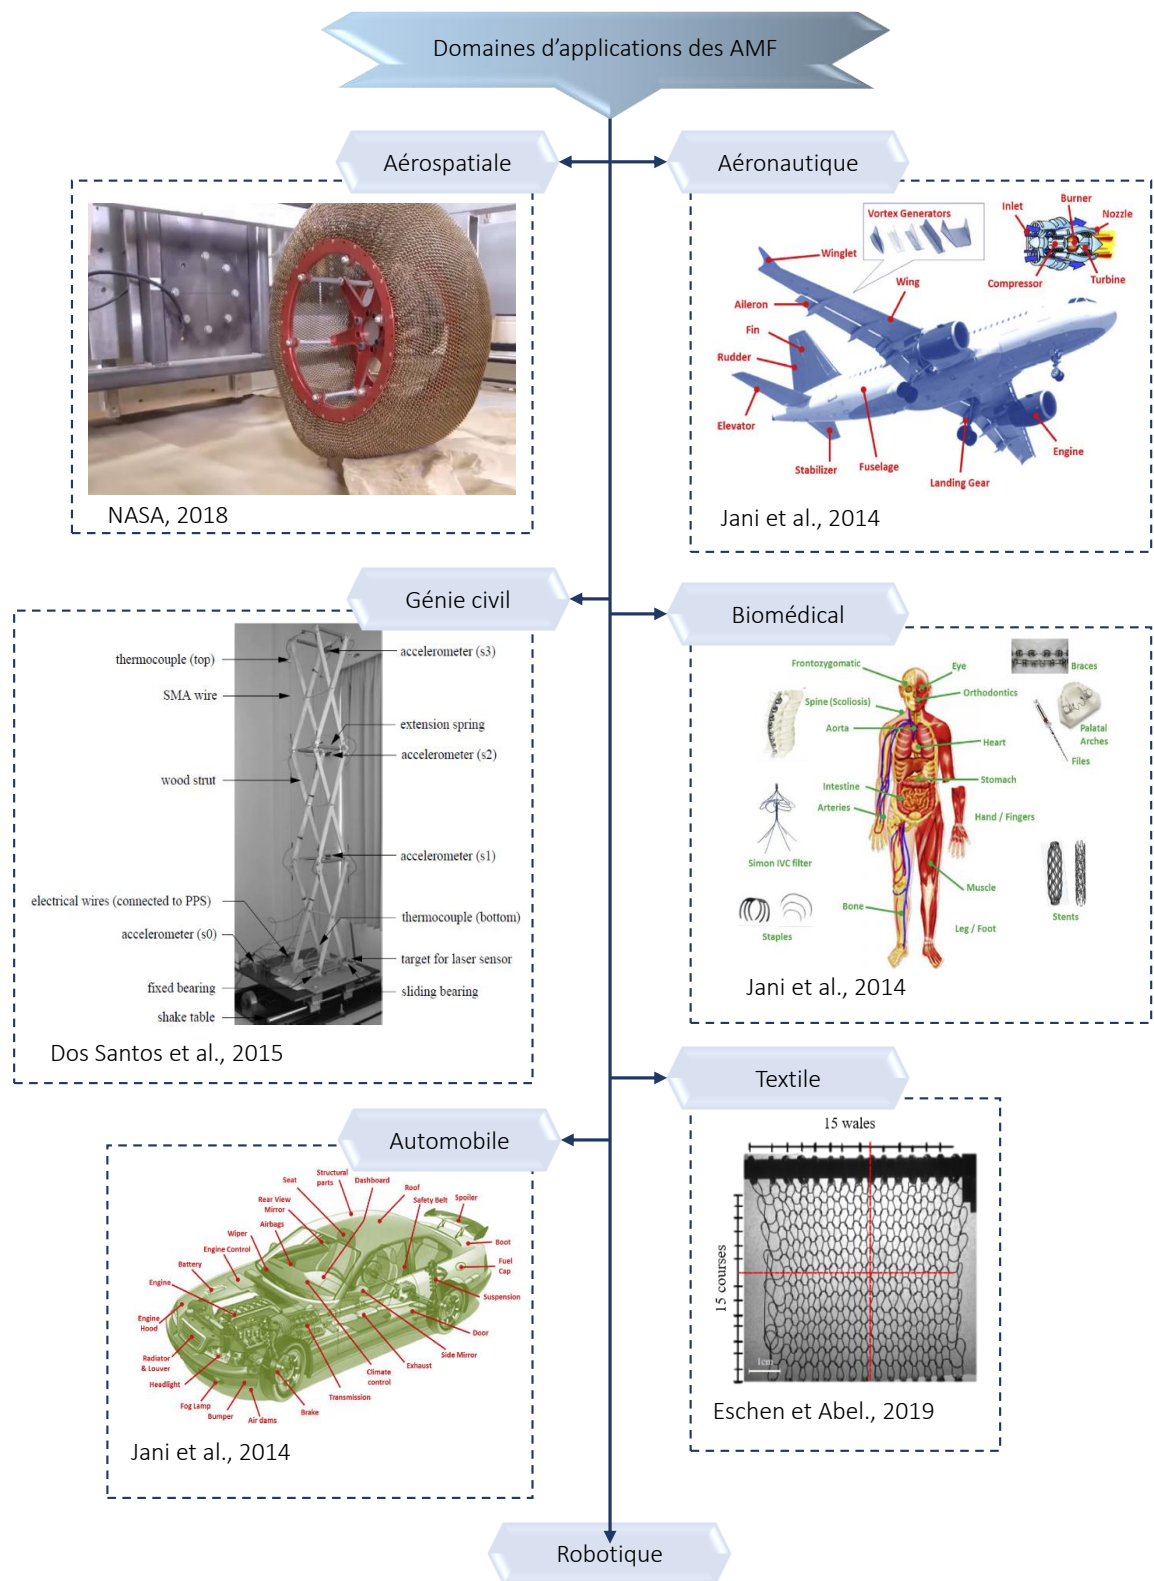 Domaines d’applications des AMF
Aérospatiale
NASA, 2018
Aéronautique
Vortex Generators
Inlet
Burner
Nozzle
Compressor
Turbine
Winglet
Wing
Aileron
Fin
Rudder
Elevator
Stabilizer
Fuselage
Landing Gear
Engine
Jani et al., 2014
Génie civil
thermocouple (top)
accelerometer (s3)
SMA wire
extension spring
accelerometer (s2)
wood strut
accelerometer (s1)
electrical wires (connected to PPS)
thermocouple (bottom)
accelerometer (s0)
target for laser sensor
fixed bearing
sliding bearing
shake table
Dos Santos et al., 2015
Biomédical
Frontozygomatic
Eye
Braces
Spine (Scoliosis)
Orthodontics
Aorta
Palatal
Arches
Heart
Files
Stomach
Intestine
Arteries
Hand / Fingers
Simon IVC filter
Muscle
Bone
Stents
Leg / Foot
Staples
Jani et al., 2014
Textile
15 wales
15 courses
1cm
Eschen et Abel., 2019
Automobile
Structural
parts
Dashboard
Seat
Roof
Rear View
Mirror
Safety Belt
Spoiler
Airbags
Wiper
Boot
Engine Control
Fuel
Cap
Battery
Engine
Suspension
Engine
Hood
Door
Radiator
& Louver
Side Mirror
Exhaust
Climate
control
Headlight
Transmission
Fog Lamp
Bumper
Air dams
Brake
Jani et al., 2014
Robotique